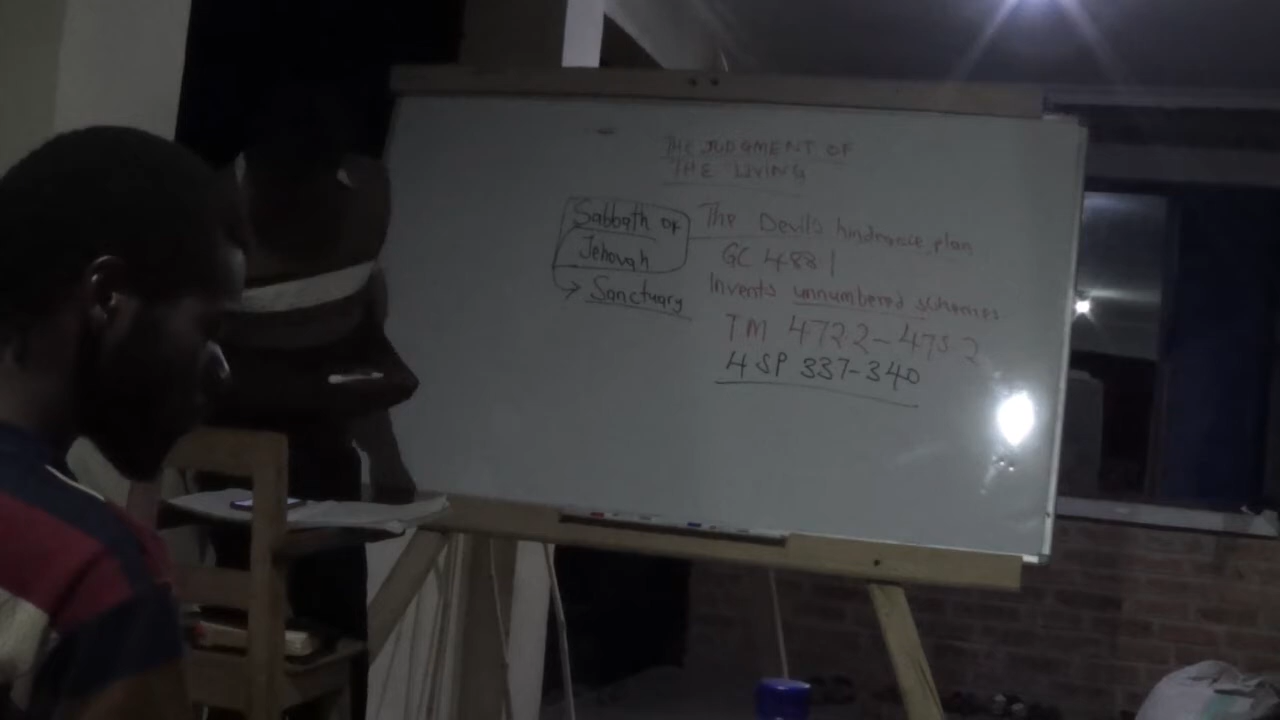 THE JUDGMENT OF
THE LIVING
Sabbath of
Jehovah
→ Sanctuary
The Devil's hindrance plan
GC 488 1
Invents unnumbered schemes
TM 472 2 - 475 2
4SP 337-340